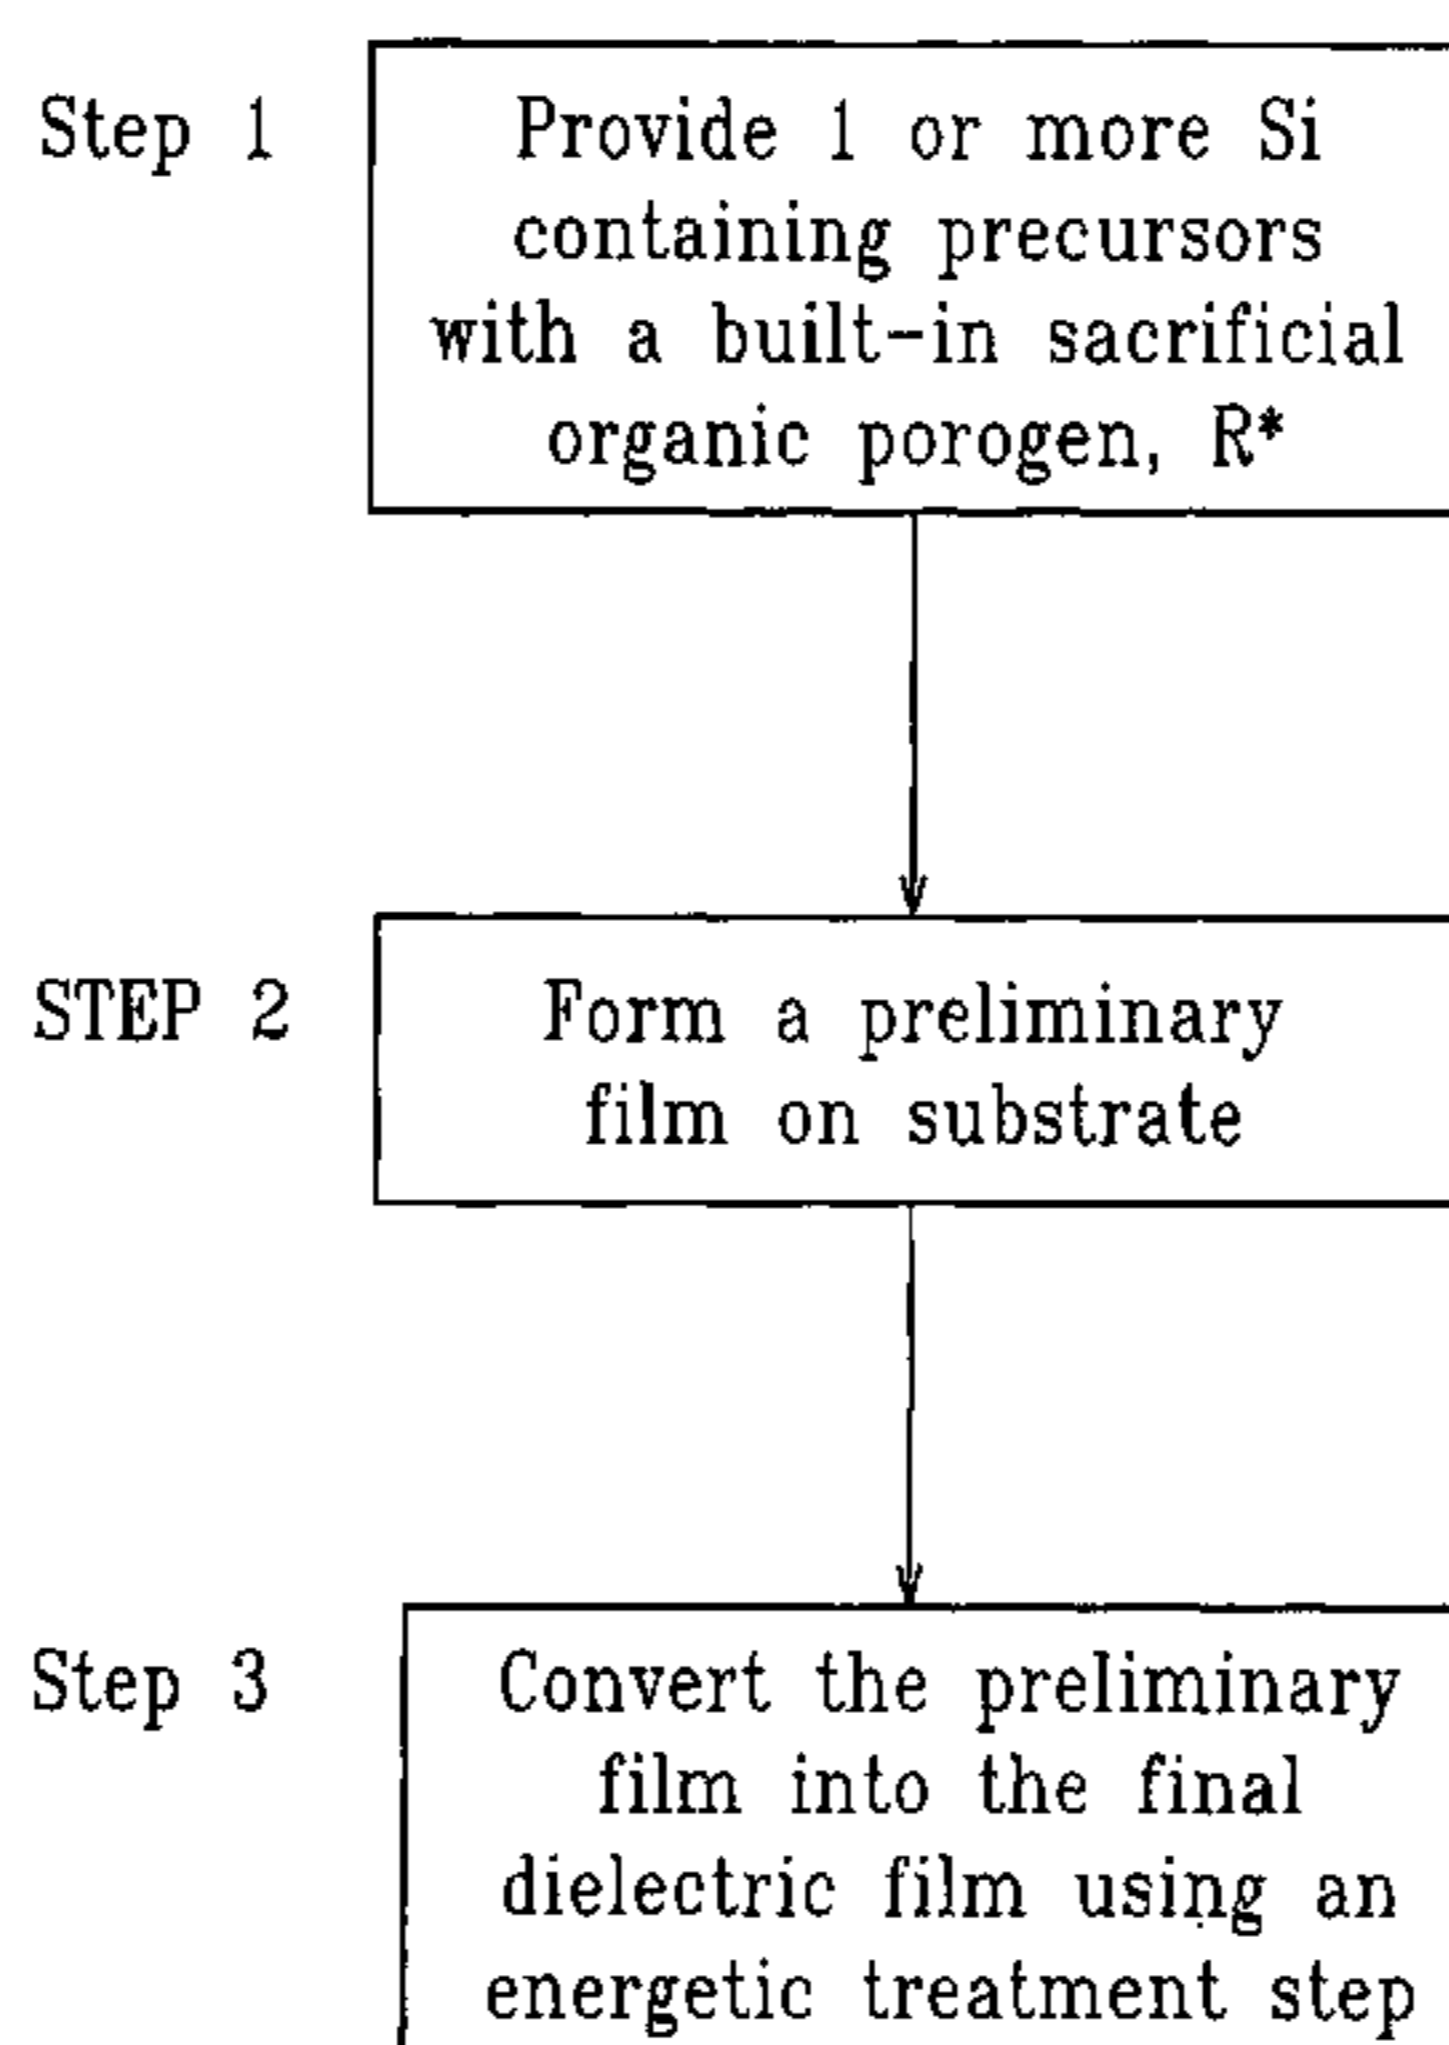 Step 1
Provide 1 or more Si
containing precursors
with a built-in sacrificial
organic porogen, R*
STEP 2
Form a preliminary
film on substrate
Step 3
Convert the preliminary
film into the final
dielectric film using an
energetic treatment step